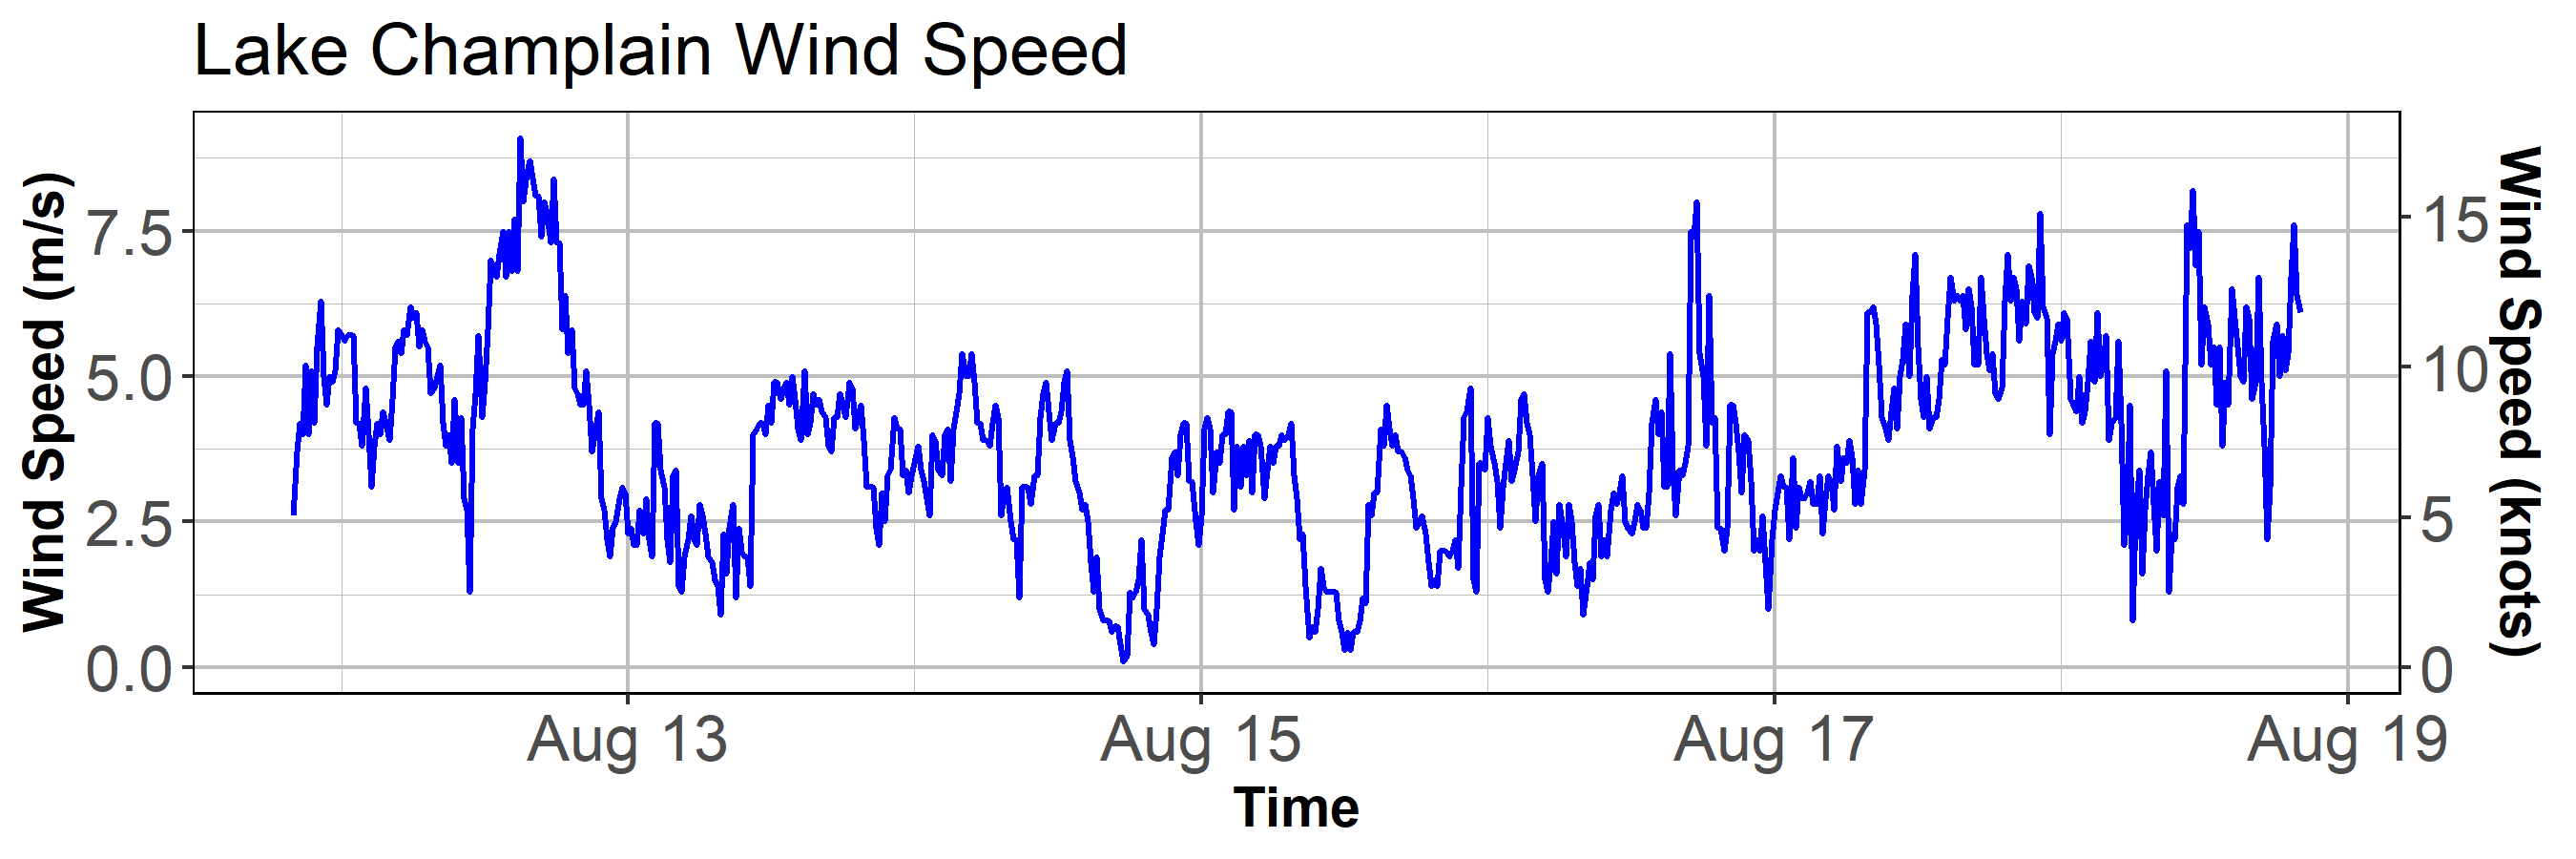 Lake Champlain Wind Speed
Wind Speed (m/s)
7.5
5.0
2.5
0.0
15
10
5
0
Wind Speed (knots)
Aug 13
Aug 15
Aug 17
Aug 19
Time